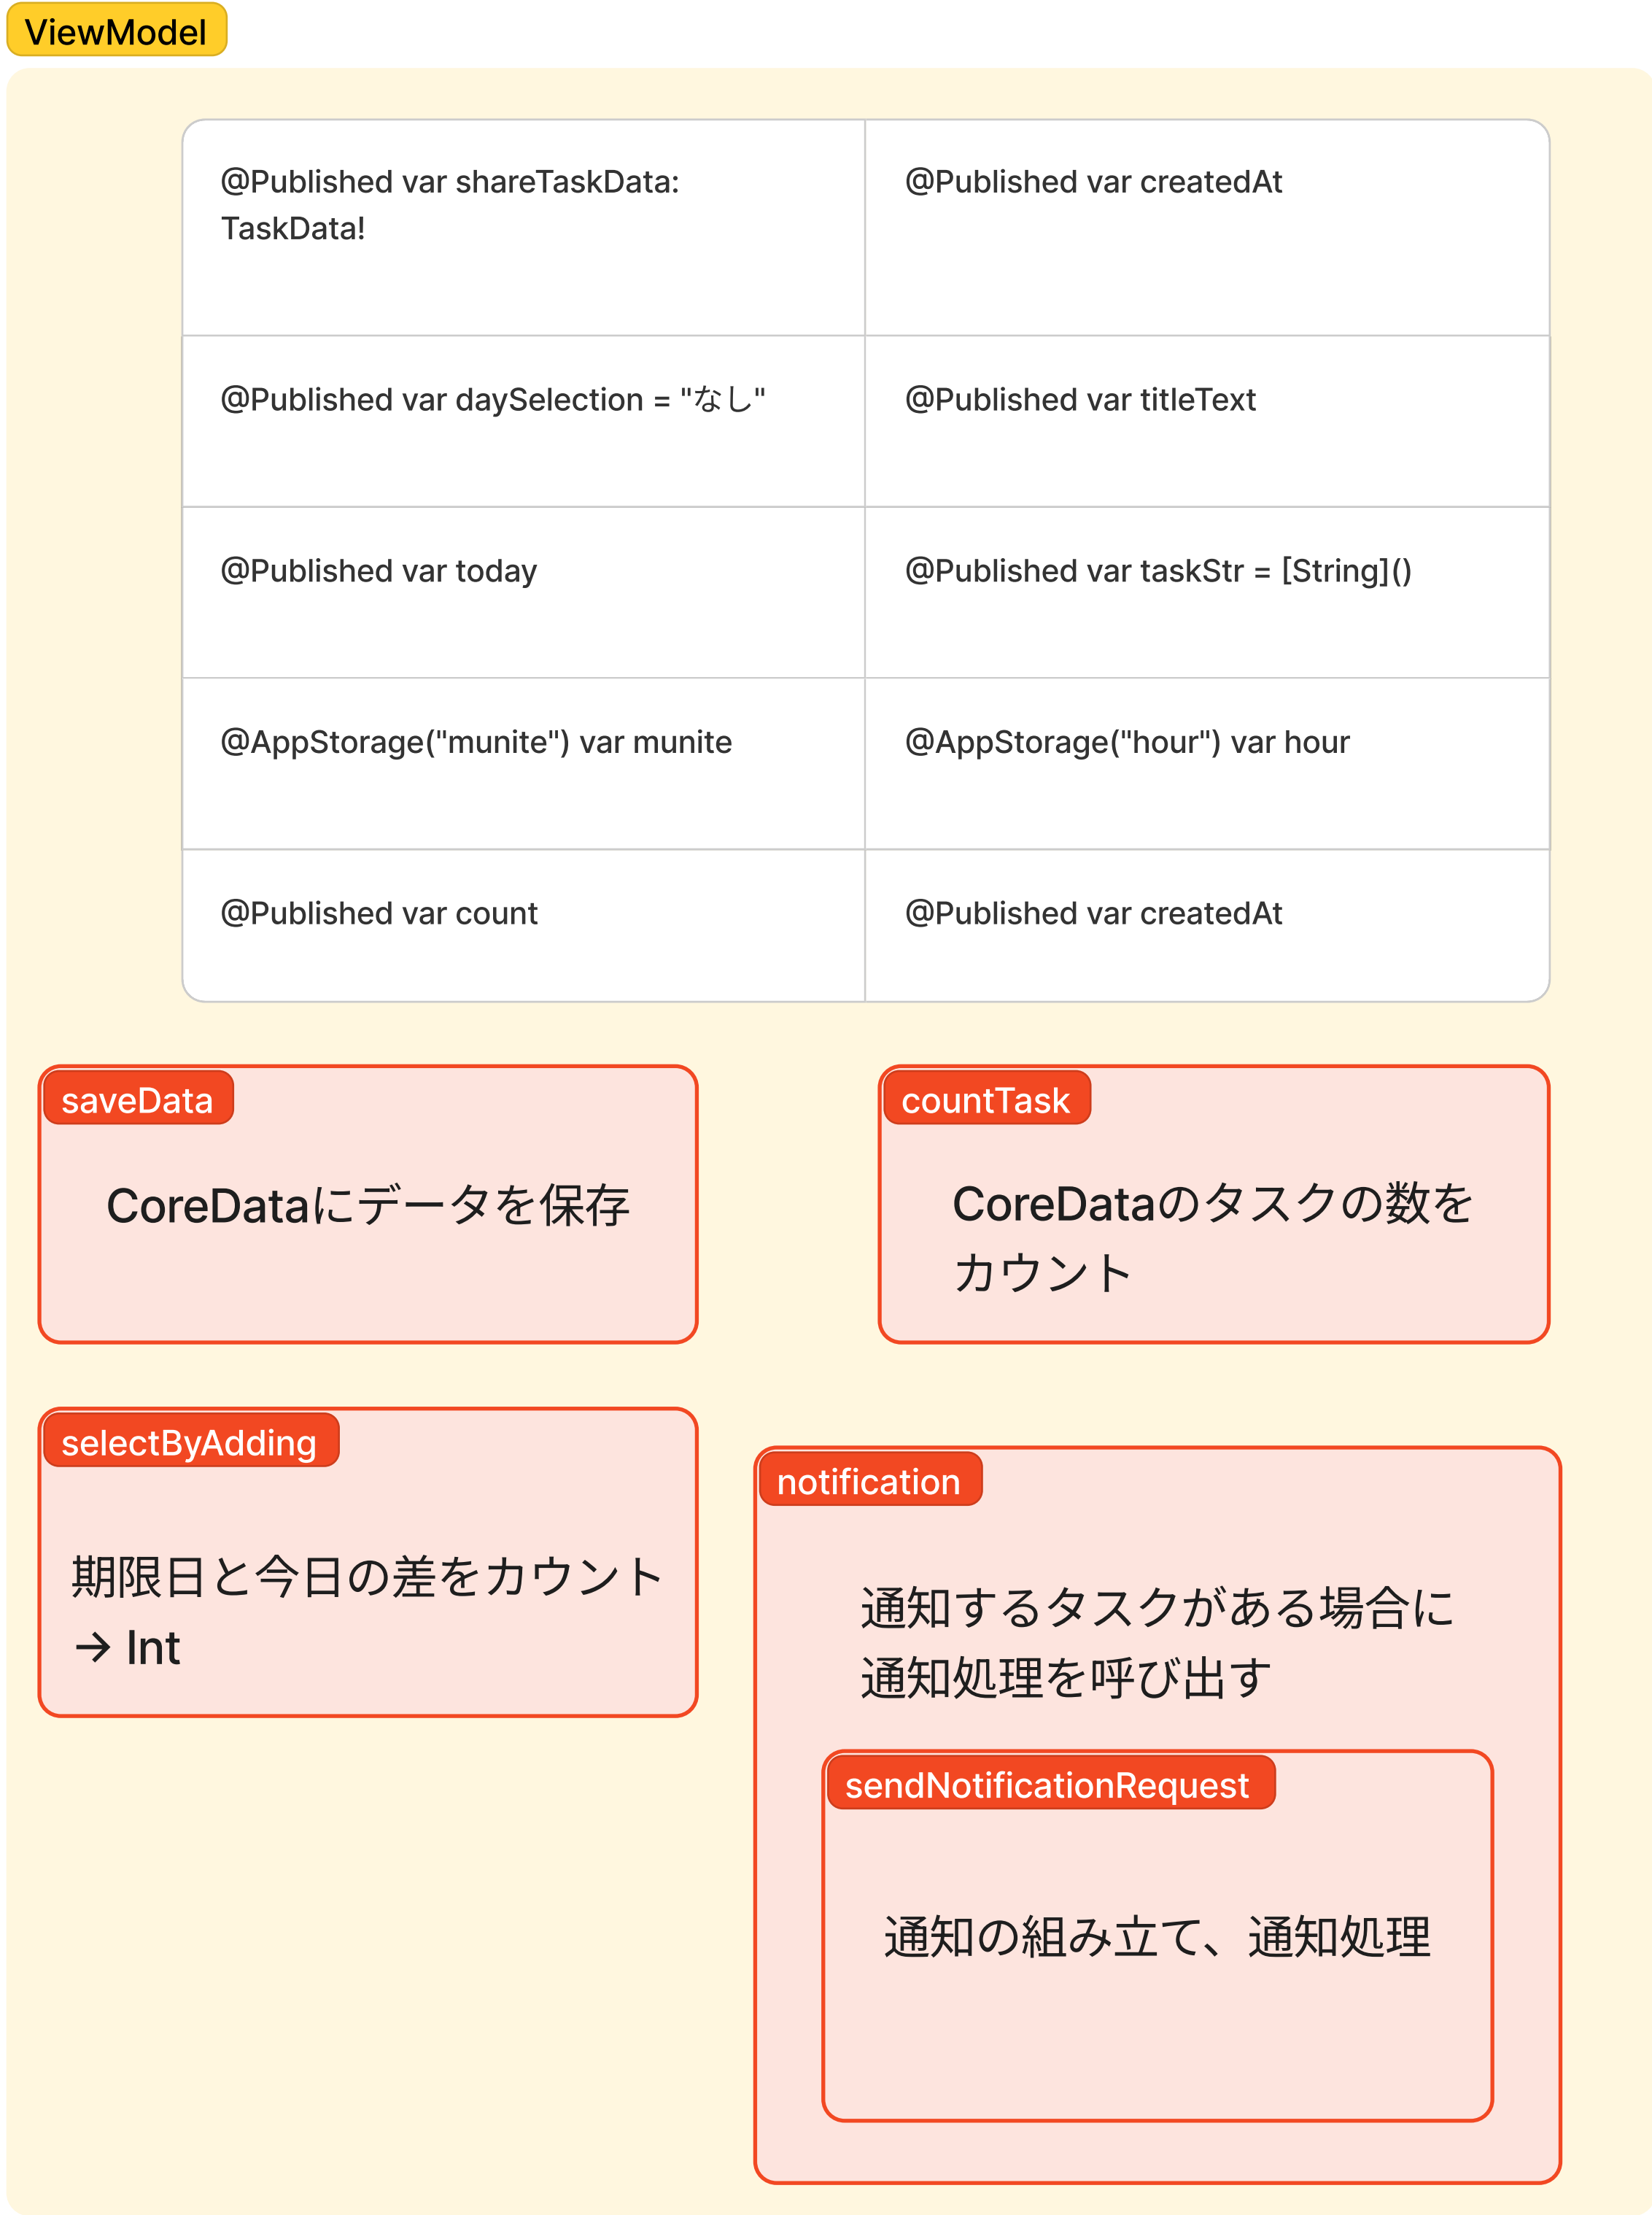 ViewModel
@Published var shareTaskData:
TaskData!
@Published var createdAt
@Published var daySelection = "なし"
@Published var titleText
@Published var today
@Published var taskStr = [String]()
@AppStorage("munite") var munite
@AppStorage("hour") var hour
@Published var count
@Published var createdAt
saveData
CoreDataにデータを保存
countTask
CoreDataのタスクの数を
カウント
selectByAdding
期限日と今日の差をカウント
→ Int
notification
通知するタスクがある場合に
通知処理を呼び出す
sendNotificationRequest
通知の組み立て、通知処理